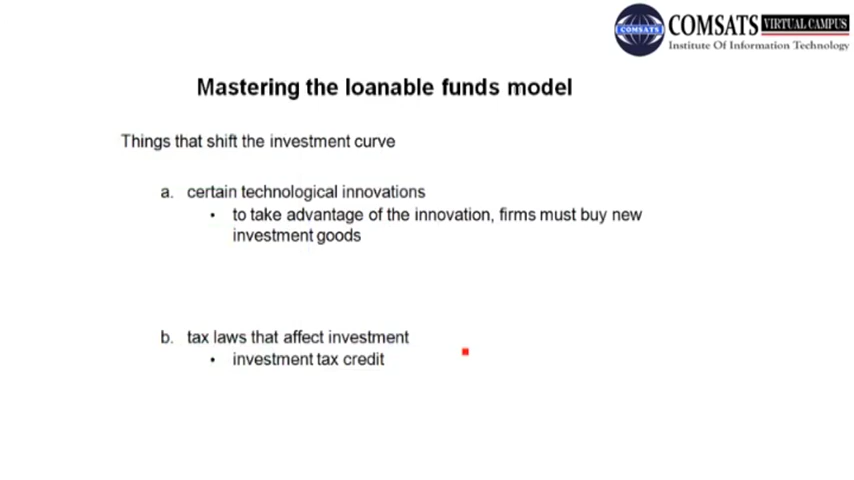 COMSATS VIRTUAL CAMPUS
COMSATS
Institute Of Information Technology
Mastering the loanable funds model
Things that shift the investment curve
a. certain technological innovations
• to take advantage of the innovation, firms must buy new
investment goods
b. tax laws that affect investment
• investment tax credit